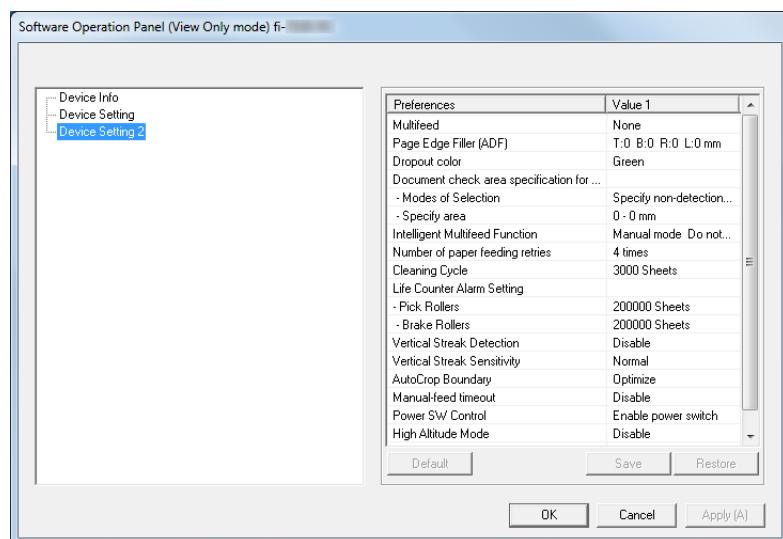 Software Operation Panel (View Only mode) fi-
Device Info
Device Setting
Device Setting 2
Preferences Value 1
Multifeed None
Page Edge Filler (ADF) T:0 B:0 R:0 L:0 mm
Dropout color Green
Document check area specification for ...
- Modes of Selection Specify non-detection...
- Specify area 0 - 0 mm
Intelligent Multifeed Function Manual mode Do not...
Number of paper feeding retries 4 times
Cleaning Cycle 3000 Sheets
Life Counter Alarm Setting
- Pick Rollers 200000 Sheets
- Brake Rollers 200000 Sheets
Vertical Streak Detection Disable
Vertical Streak Sensitivity Normal
AutoCrop Boundary Optimize
Manual-feed timeout Disable
Power SW Control Enable power switch
High Altitude Mode Disable
Default Save Restore
OK Cancel Apply (A)